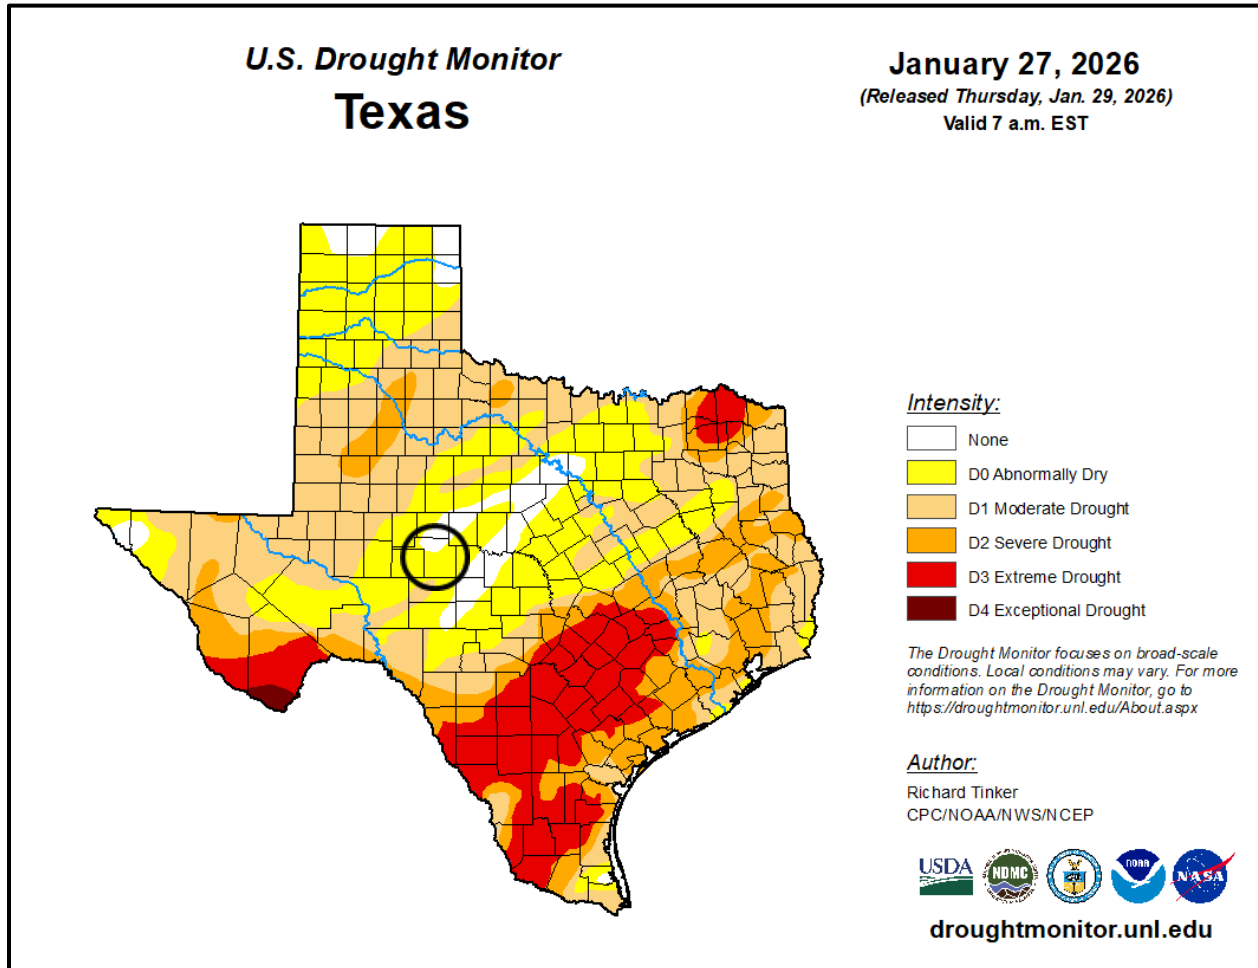 U.S. Drought Monitor
Texas
January 27, 2026
(Released Thursday, Jan. 29, 2026)
Valid 7 a.m. EST
Intensity:
None
D0 Abnormally Dry
D1 Moderate Drought
D2 Severe Drought
D3 Extreme Drought
D4 Exceptional Drought
The Drought Monitor focuses on broad-scale
conditions. Local conditions may vary. For more
information on the Drought Monitor, go to
https://droughtmonitor.unl.edu/About.aspx
Author:
Richard Tinker
CPC/NOAA/NWS/NCEP
USDA
NDMC
noaa
NASA
droughtmonitor.unl.edu